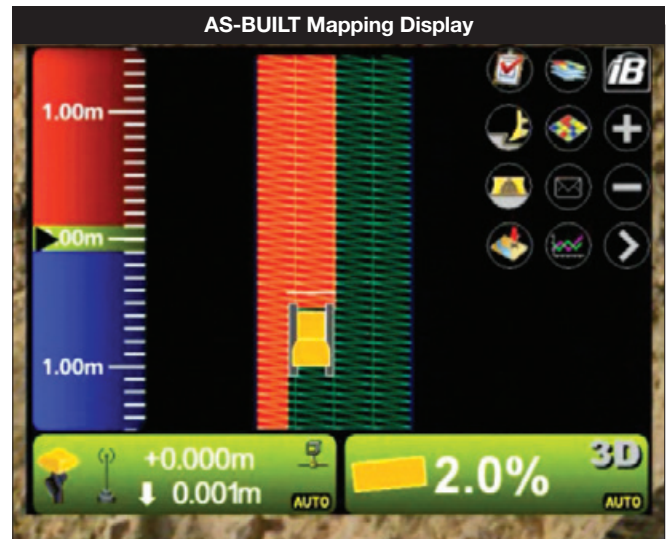 AS-BUILT Mapping Display
iB
1.00m
.00m
1.00m
+0.000m
0.001m
AUTO
2.0%
3D
AUTO